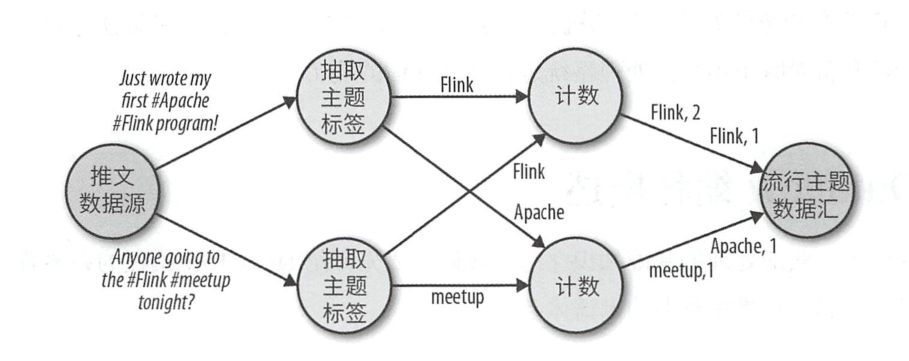 Just wrote my
first #Apache
#Flink program!
推文
数据源
Anyone going to
the #Flink #meetup
tonight?
抽取
主题
标签
抽取
主题
标签
Flink
Flink
Apache
meetup
计数
计数
Flink, 2
Flink, 1
Apache, 1
meetup,1
流行主题
数据汇